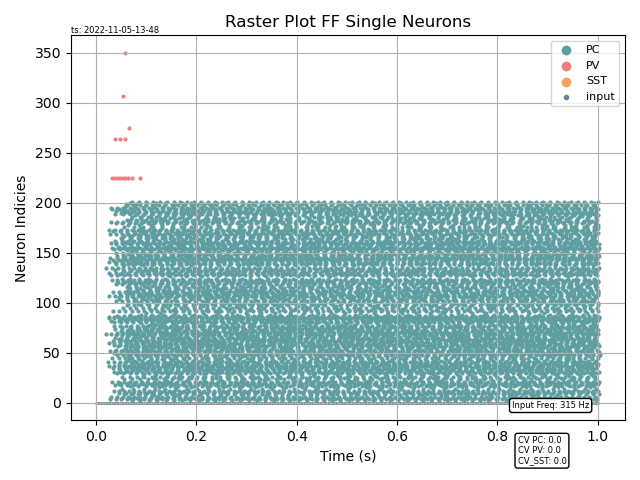 Raster Plot FF Single Neurons
ts: 2022-11-05-13-48
PC
PV
SST
input
350
300
250
200
150
100
50
0
Neuron Indicies
Input Freq: 315 Hz
0.0 0.2 0.4 0.6 0.8 1.0
Time (s)
CV PC: 0.0
CV PV: 0.0
CV_SST: 0.0